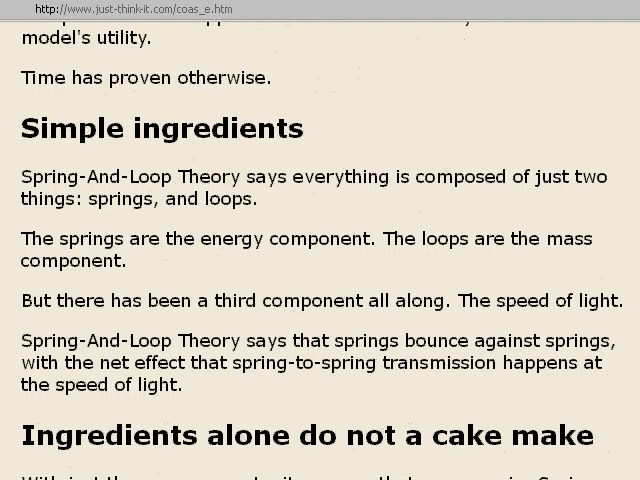 http://www.just-think-it.com/coas_e.htm
model's utility.
Time has proven otherwise.
Simple ingredients
Spring-And-Loop Theory says everything is composed of just two
things: springs, and loops.
The springs are the energy component. The loops are the mass
component.
But there has been a third component all along. The speed of light.
Spring-And-Loop Theory says that springs bounce against springs,
with the net effect that spring-to-spring transmission happens at
the speed of light.
Ingredients alone do not a cake make